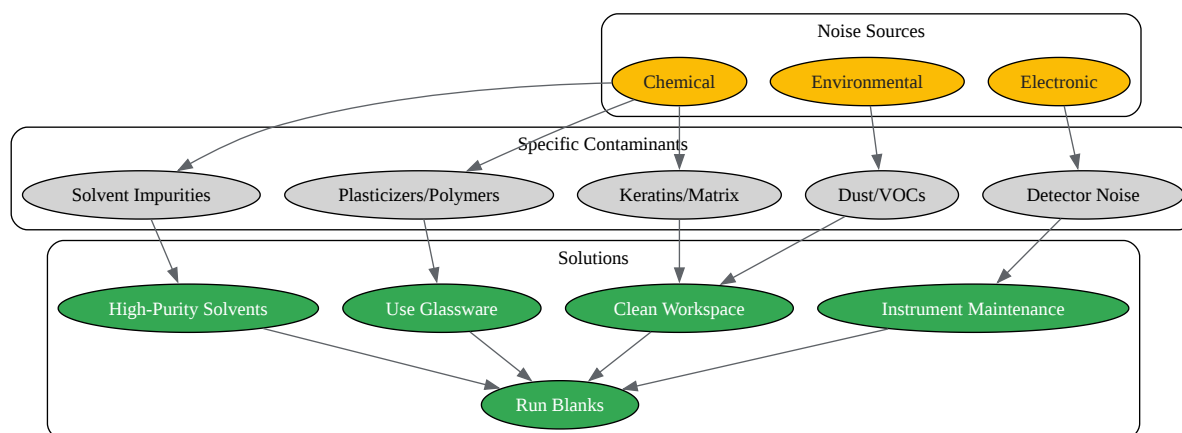 Noise Sources
Chemical
Environmental
Electronic
Specific Contaminants
Solvent Impurities
Plasticizers/Polymers
Keratins/Matrix
Dust/VOCs
Detector Noise
Solutions
High-Purity Solvents
Use Glassware
Clean Workspace
Instrument Maintenance
Run Blanks